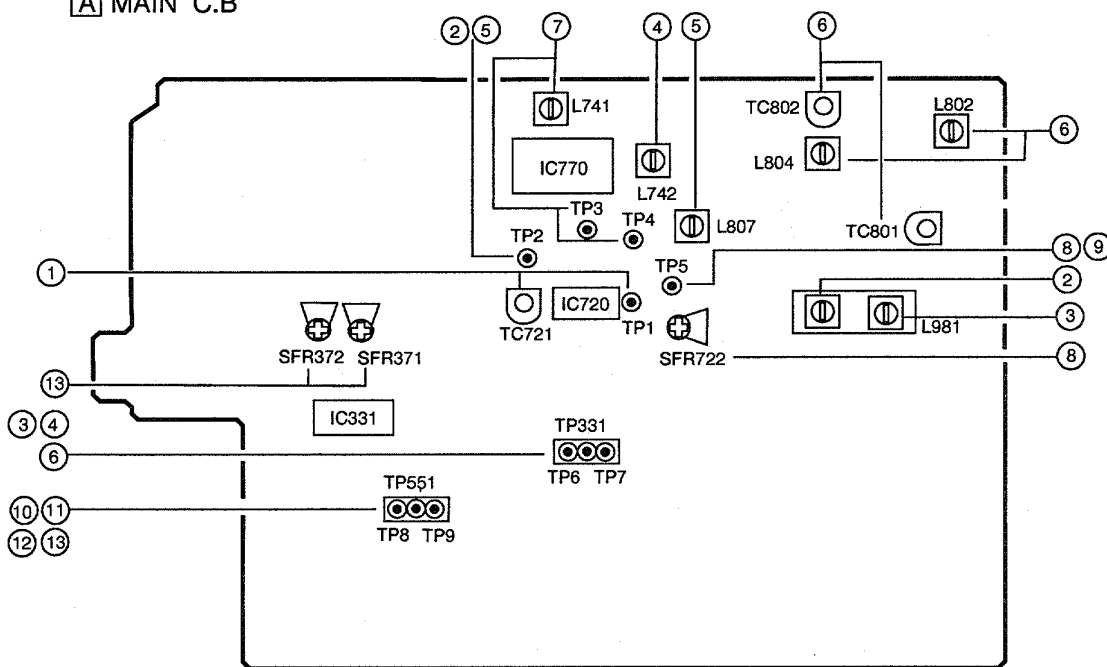 A MAIN C.B
② ⑤ ⑦ ④ ⑤ ⑥
L741
TC802
L802
⑥
IC770
L742
L804
TP3
TP4
L807
TC801
TP2
⑧ ⑨
①
TP5
②
IC720
TC721
TP1
L981
③
SFR372
SFR371
SFR722
⑧
⑬
③ ④
IC331
TP331
⑥
TP6 TP7
TP551
⑩ ⑪
TP8 TP9
⑫ ⑬